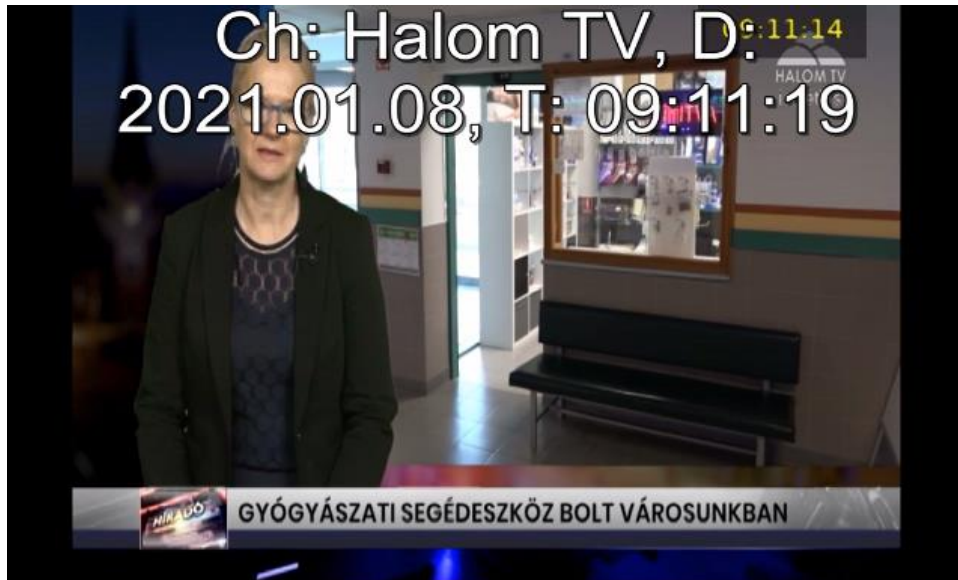 Ch: Halom TV, D:
2021.01.08, T: 09:11:19
09:11:14
HALOM TV
HÍRADÓ
GYÓGYÁSZATI SEGÉDESZKÖZ BOLT VÁROSUNKBAN